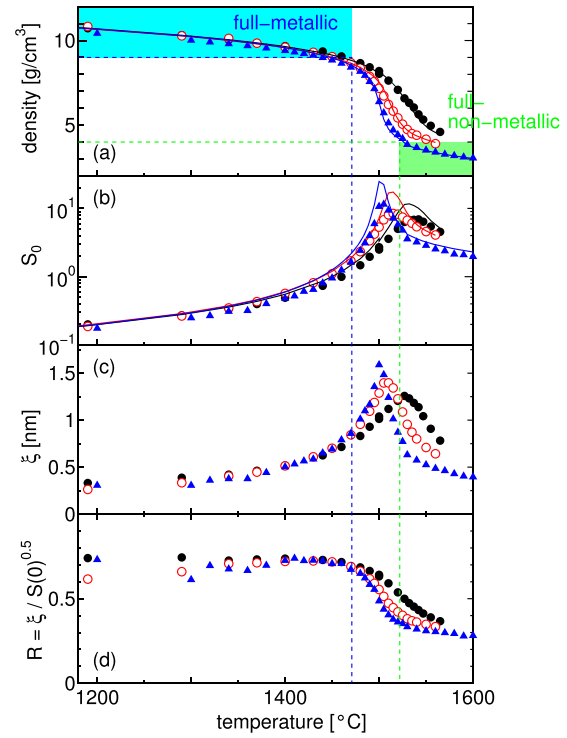 full-metallic
10
5
density [g/cm³]
full-
non-metallic
(a)
(b)
10¹
10⁰
10⁻¹
S₀
(c)
1.5
1
0.5
0
ξ [nm]
0.5
0
R = ξ / S(0)^0.5
(d)
1200
1400
1600
temperature [°C]